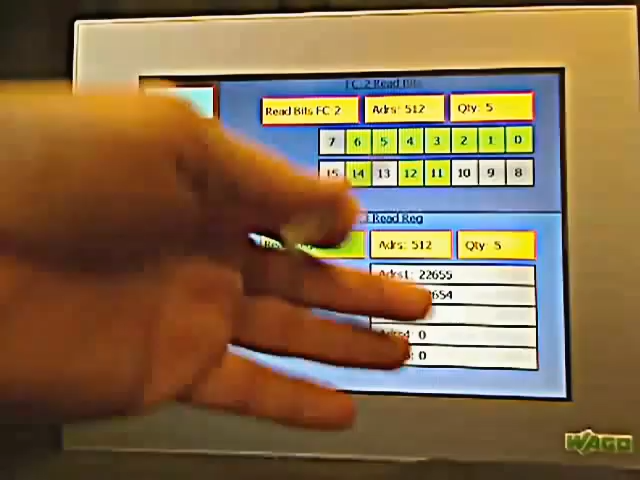 FC 2 Read Bits
Read Bits FC 2 Adrs: 512 Qty: 5
7 6 5 4 3 2 1 0
15 14 13 12 11 10 9 8
Read Reg
Adrs: 512 Qty: 5
Adrs1: 22655
654
Adrs4: 0
: 0
WAGO